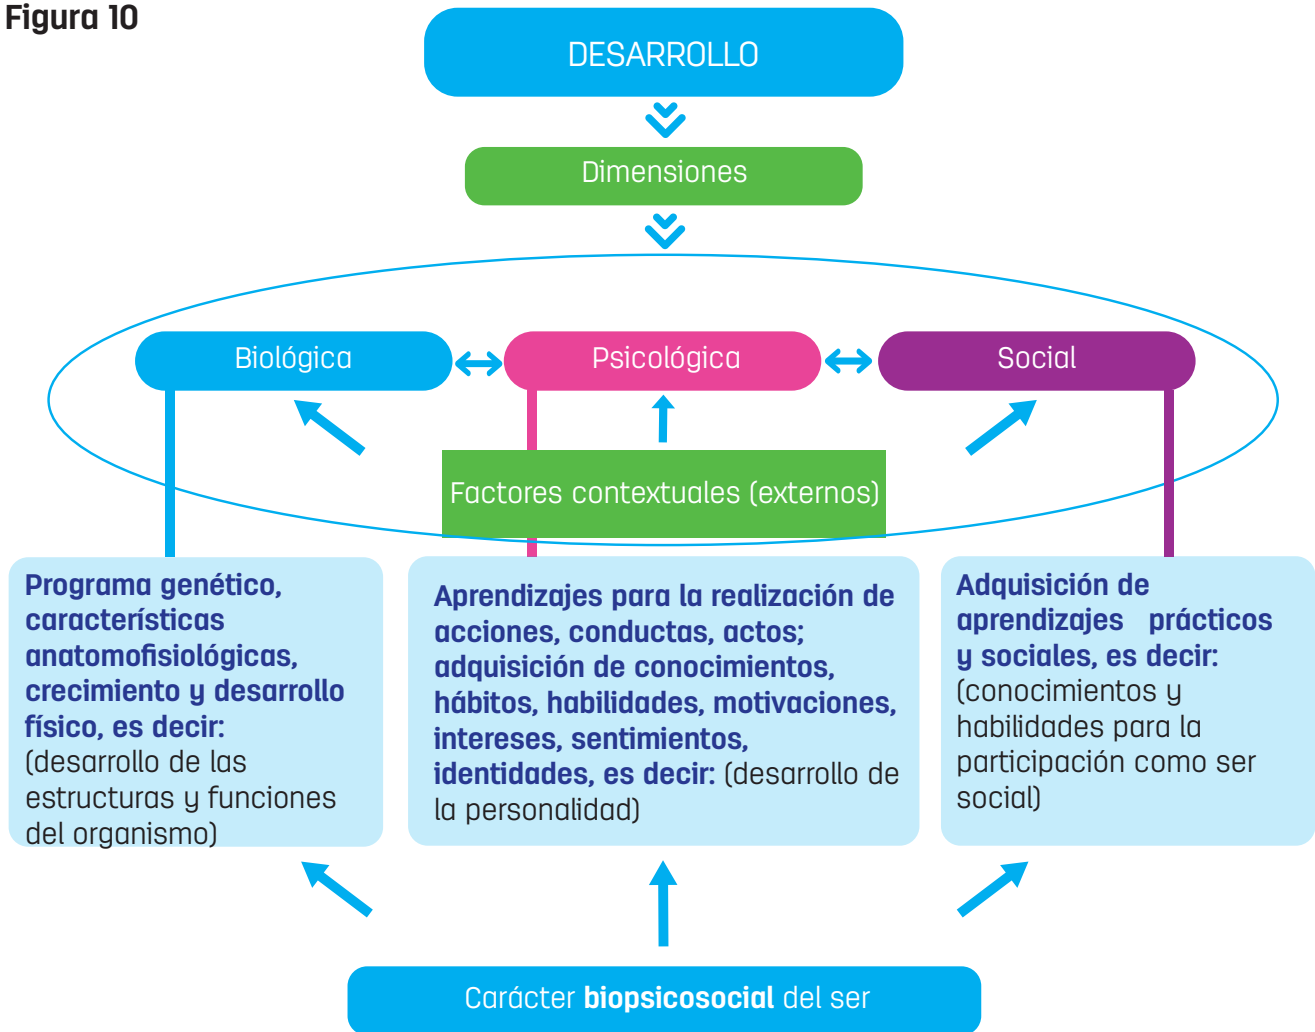 Figura 10
DESARROLLO
Dimensiones
Biológica
Psicológica
Social
Factores contextuales (externos)
Programa genético,
características
anatomofisiológicas,
crecimiento y desarrollo
físico, es decir:
(desarrollo de las
estructuras y funciones
del organismo)
Aprendizajes para la realización de
acciones, conductas, actos;
adquisición de conocimientos,
hábitos, habilidades, motivaciones,
intereses, sentimientos,
identidades, es decir: (desarrollo de
la personalidad)
Adquisición de
aprendizajes prácticos
y sociales, es decir:
(conocimientos y
habilidades para la
participación como ser
social)
Carácter biopsicosocial del ser